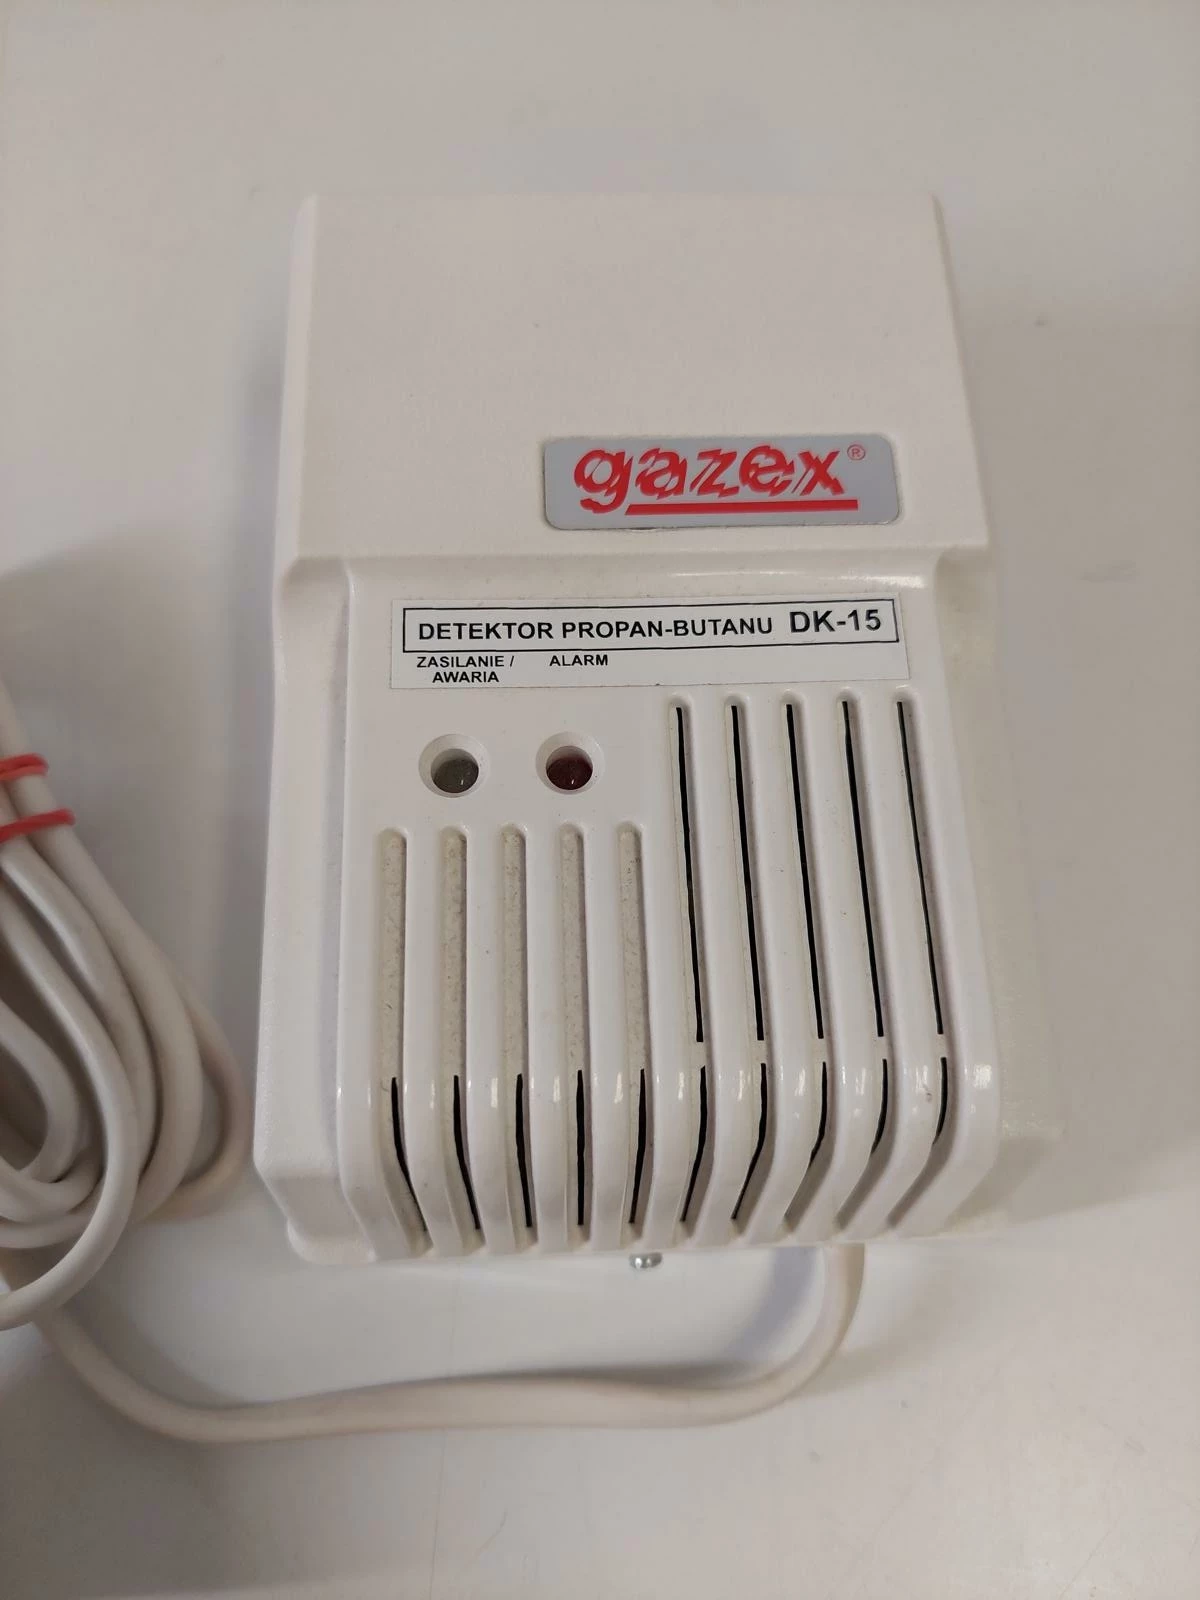 gazex®
DETEKTOR PROPAN-BUTANU DK-15
ZASILANIE / ALARM
AWARIA